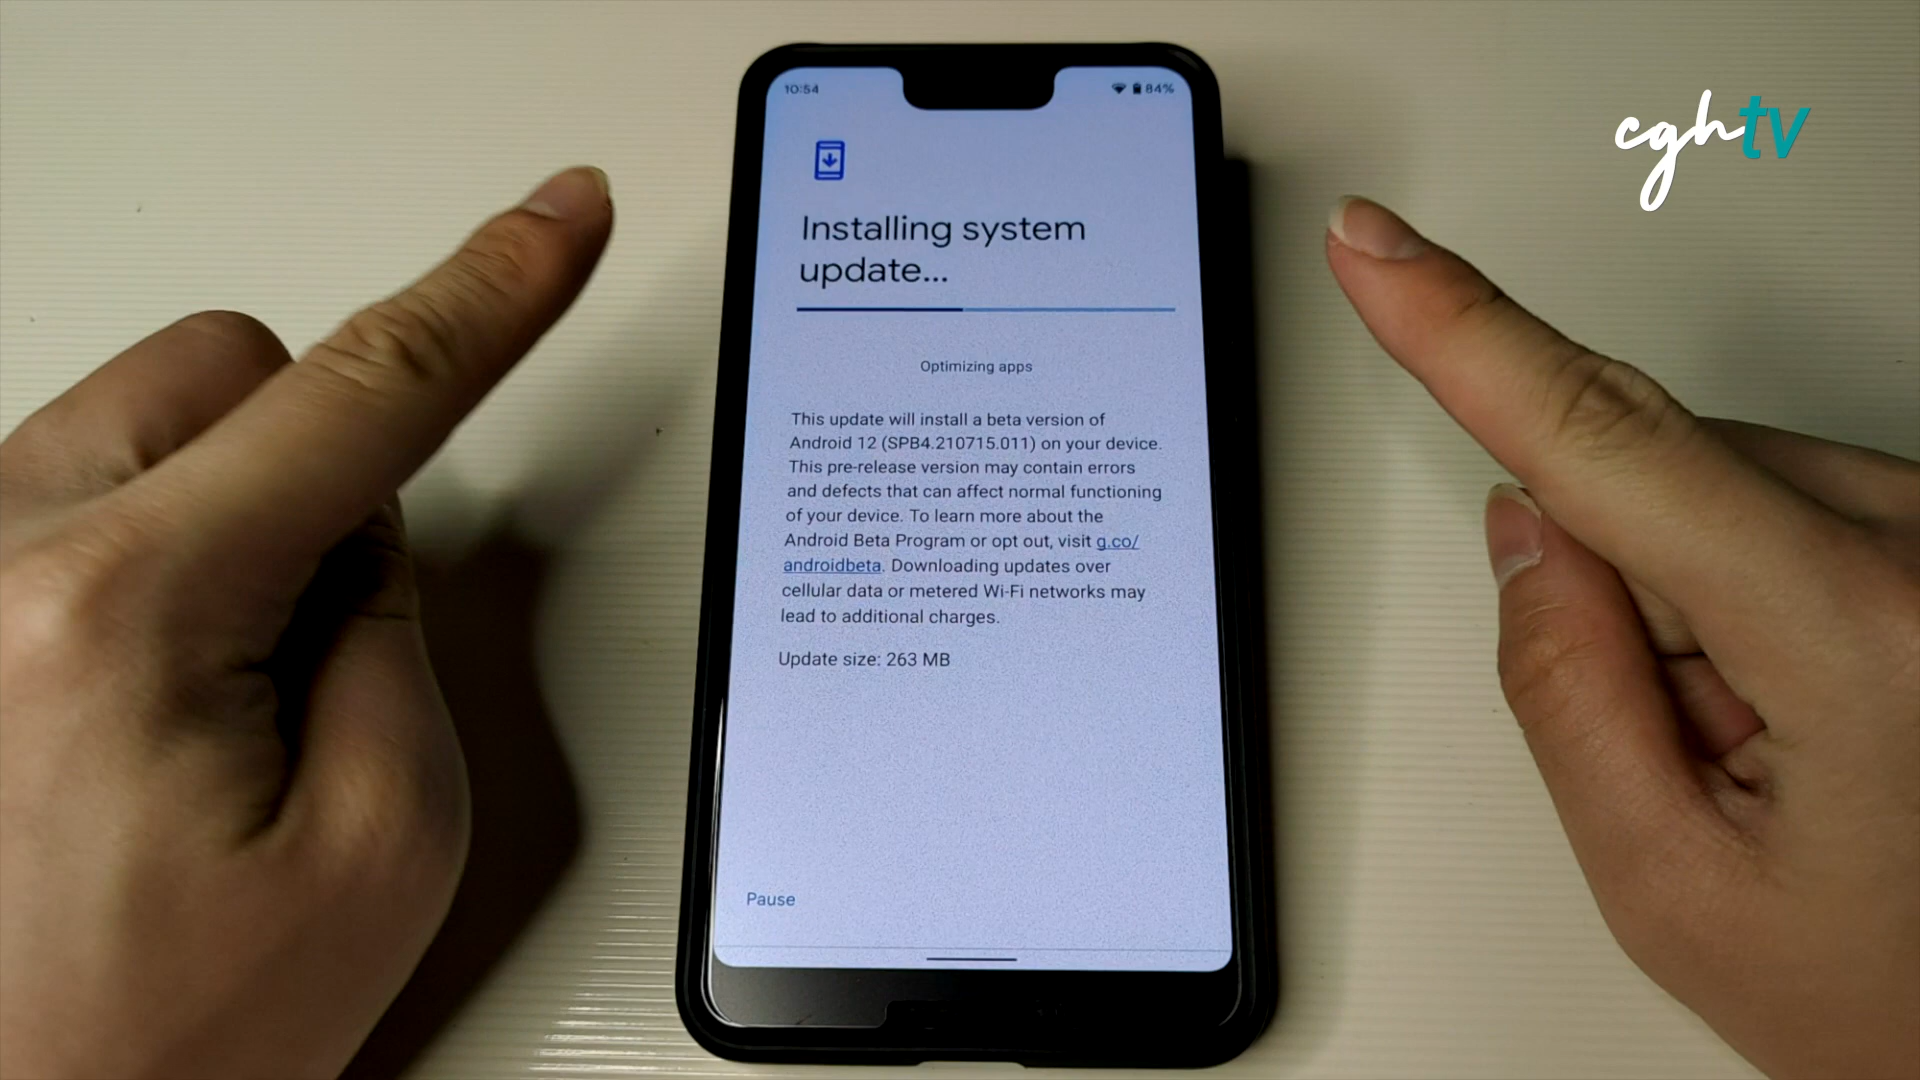 10:54
84%
cghtv
Installing system
update...
Optimizing apps
This update will install a beta version of
Android 12 (SPB4.210715.011) on your device.
This pre-release version may contain errors
and defects that can affect normal functioning
of your device. To learn more about the
Android Beta Program or opt out, visit g.co/
androidbeta. Downloading updates over
cellular data or metered Wi-Fi networks may
lead to additional charges.
Update size: 263 MB
Pause